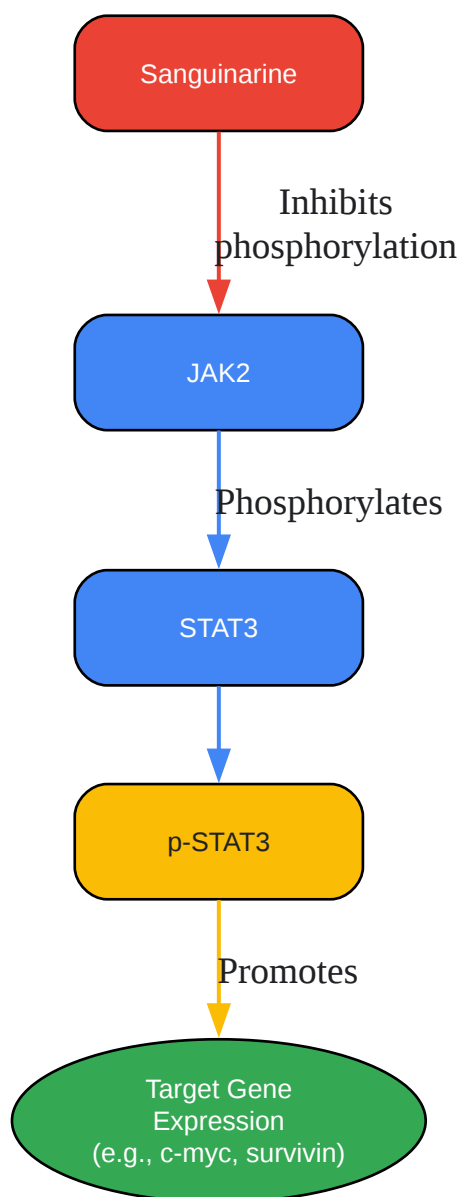 Sanguinarine
Inhibits
phosphorylation
JAK2
Phosphorylates
STAT3
p-STAT3
Promotes
Target Gene
Expression
(e.g., c-myc, survivin)